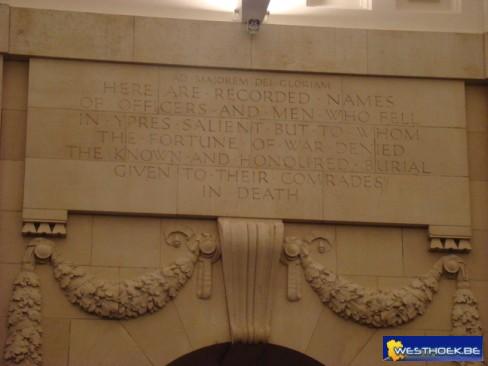 AD MAJOREM DEI GLORIAM
HERE · ARE · RECORDED · NAMES
OF OFFICERS · AND · MEN · WHO FELL
IN · YPRES · SALIENT · BUT · TO · WHOM
THE · FORTUNE · OF · WAR · DENIED
THE KNOWN · AND · HONOURED · BURIAL
GIVEN · TO · THEIR · COMRADES
IN · DEATH
WESTHOEK.BE